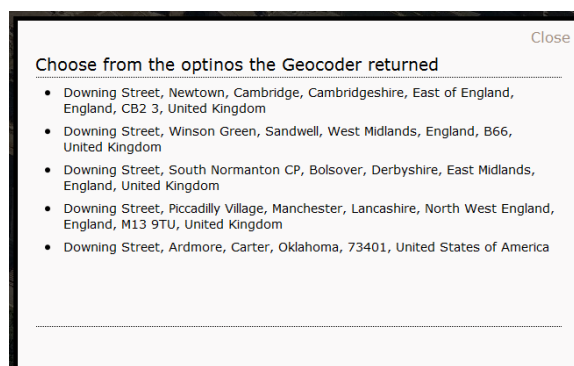 Close
Choose from the optinos the Geocoder returned
Downing Street, Newtown, Cambridge, Cambridgeshire, East of England,
England, CB2 3, United Kingdom
Downing Street, Winson Green, Sandwell, West Midlands, England, B66,
United Kingdom
Downing Street, South Normanton CP, Bolsover, Derbyshire, East Midlands,
England, United Kingdom
Downing Street, Piccadilly Village, Manchester, Lancashire, North West England,
England, M13 9TU, United Kingdom
Downing Street, Ardmore, Carter, Oklahoma, 73401, United States of America